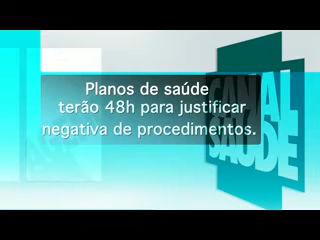 Planos de saúde
terão 48h para justificar
negativa de procedimentos.
CANAL
SAÚDE